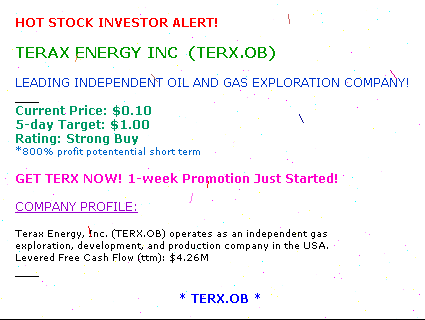 HOT STOCK INVESTOR ALERT!
TERAX ENERGY INC (TERX.OB)
LEADING INDEPENDENT OIL AND GAS EXPLORATION COMPANY!
Current Price: $0.10
5-day Target: $1.00
Rating: Strong Buy
*800% profit potentential short term
GET TERX NOW! 1-week Promotion Just Started!
COMPANY PROFILE:
Terax Energy, Inc. (TERX.OB) operates as an independent gas
exploration, development, and production company in the USA.
Levered Free Cash Flow (ttm): $4.26M
* TERX.OB *